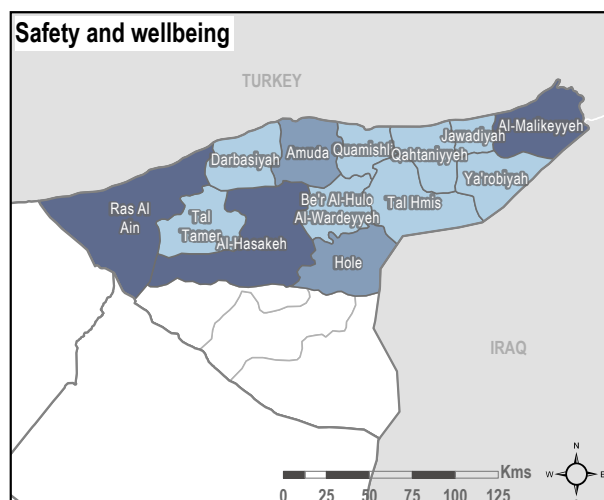 Safety and wellbeing
TURKEY
Al-Malikeyyeh
Jawadiyah
Quamishli
Amuda
Darbasiyah
Qahtaniyyeh
Ya'robiyah
Be'r Al-Hulo
Al-Wardeyyeh
Tal Hmis
Ras Al
Ain
Tal
Tamer
Al-Hasakeh
Hole
IRAQ
Kms
0 25 50 75 100 125
N
W E
S